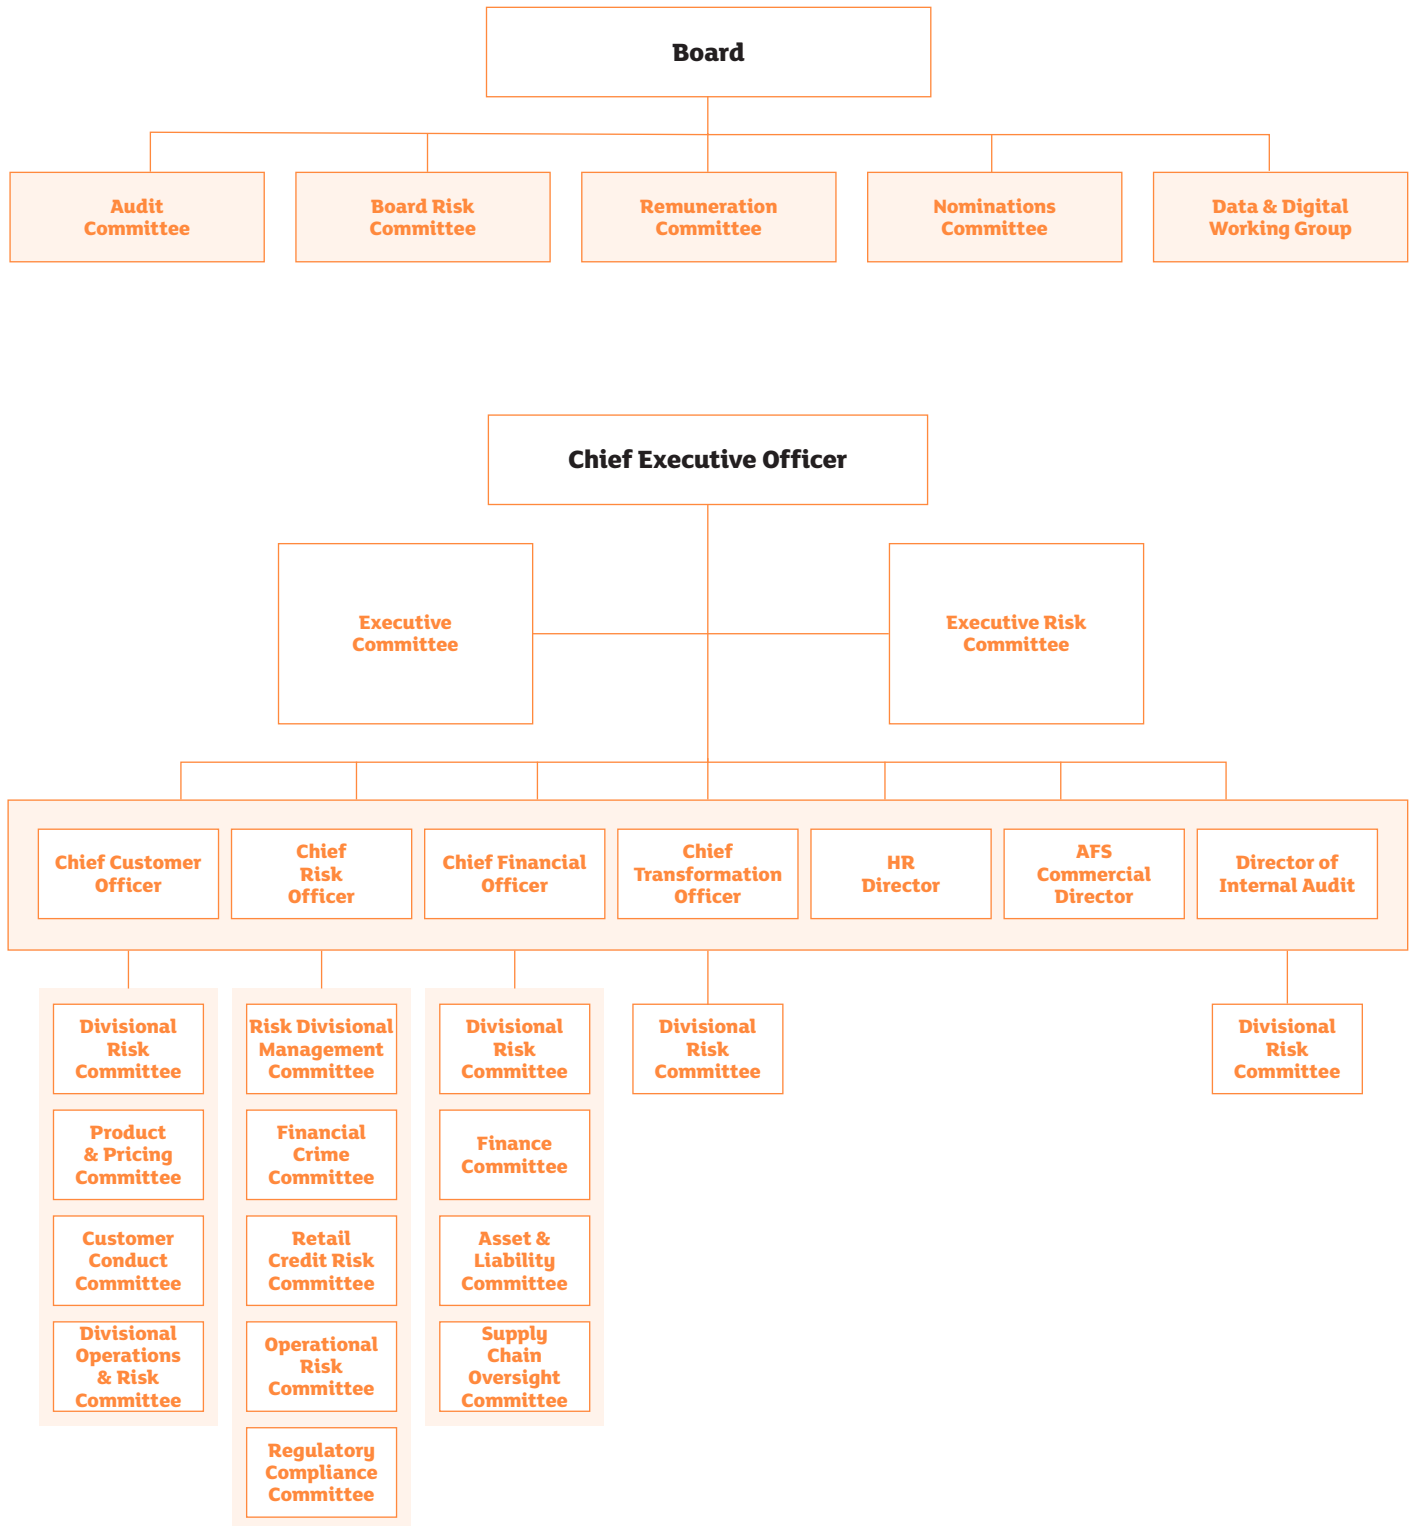 Board
Audit
Committee
Board Risk
Committee
Remuneration
Committee
Nominations
Committee
Data & Digital
Working Group
Chief Executive Officer
Executive
Committee
Executive Risk
Committee
Chief Customer
Officer
Chief
Risk
Officer
Chief Financial
Officer
Chief
Transformation
Officer
HR
Director
AFS
Commercial
Director
Director of
Internal Audit
Divisional
Risk
Committee
Product
& Pricing
Committee
Customer
Conduct
Committee
Divisional
Operations
& Risk
Committee
Risk Divisional
Management
Committee
Financial
Crime
Committee
Retail
Credit Risk
Committee
Operational
Risk
Committee
Regulatory
Compliance
Committee
Divisional
Risk
Committee
Finance
Committee
Asset &
Liability
Committee
Supply
Chain
Oversight
Committee
Divisional
Risk
Committee
Divisional
Risk
Committee